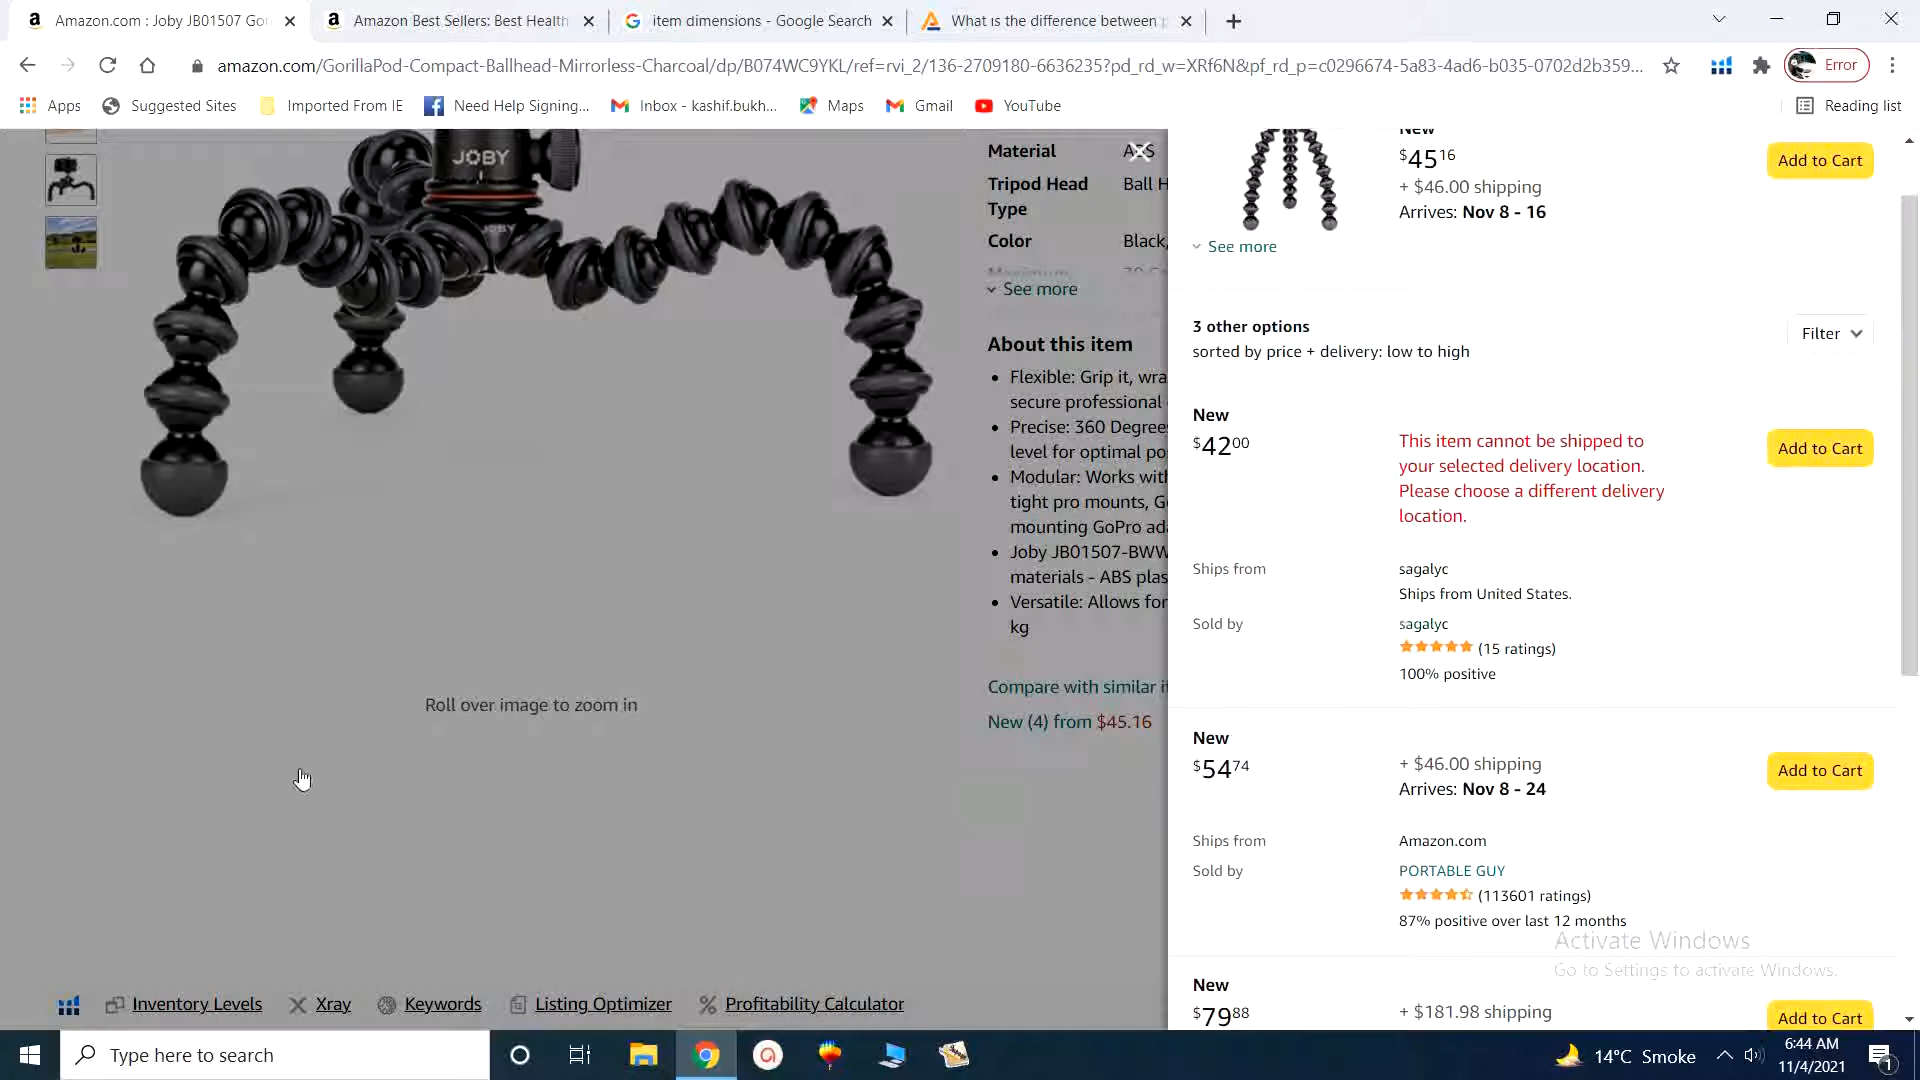 Amazon.com : Joby JB01507 Go
Amazon Best Sellers: Best Health
item dimensions - Google Search
What is the difference between
amazon.com/GorillaPod-Compact-Ballhead-Mirrorless-Charcoal/dp/B074WC9YKL/ref=rvi_2/136-2709180-6636235?pd_rd_w=XRf6N&pf_rd_p=c0296674-5a83-4ad6-b035-0702d2b359...
Error
Apps
Suggested Sites
Imported From IE
Need Help Signing...
Inbox - kashif.bukh...
Maps
Gmail
YouTube
Reading list
JOBY
JOBY
Material
Tripod Head Ball H
Type
Color Black,
See more
About this item
Flexible: Grip it, wra
secure professional
Precise: 360 Degree
level for optimal po
Modular: Works wit
tight pro mounts, G
mounting GoPro ad
Joby JB01507-BWW
materials - ABS plas
Versatile: Allows for
kg
Compare with similar i
New (4) from $45.16
Roll over image to zoom in
New
$45 16
+ $46.00 shipping
Arrives: Nov 8 - 16
Add to Cart
See more
3 other options
sorted by price + delivery: low to high
Filter
New
$42 00
This item cannot be shipped to
your selected delivery location.
Please choose a different delivery
location.
Add to Cart
Ships from sagalyc
Ships from United States.
Sold by sagalyc
(15 ratings)
100% positive
New
$54 74
+ $46.00 shipping
Arrives: Nov 8 - 24
Add to Cart
Ships from Amazon.com
Sold by PORTABLE GUY
(113601 ratings)
87% positive over last 12 months
Activate Windows
Go to Settings to activate Windows.
New
$79 88
+ $181.98 shipping
Add to Cart
Inventory Levels
Xray
Keywords
Listing Optimizer
Profitability Calculator
Type here to search
14°C Smoke
6:44 AM
11/4/2021
1